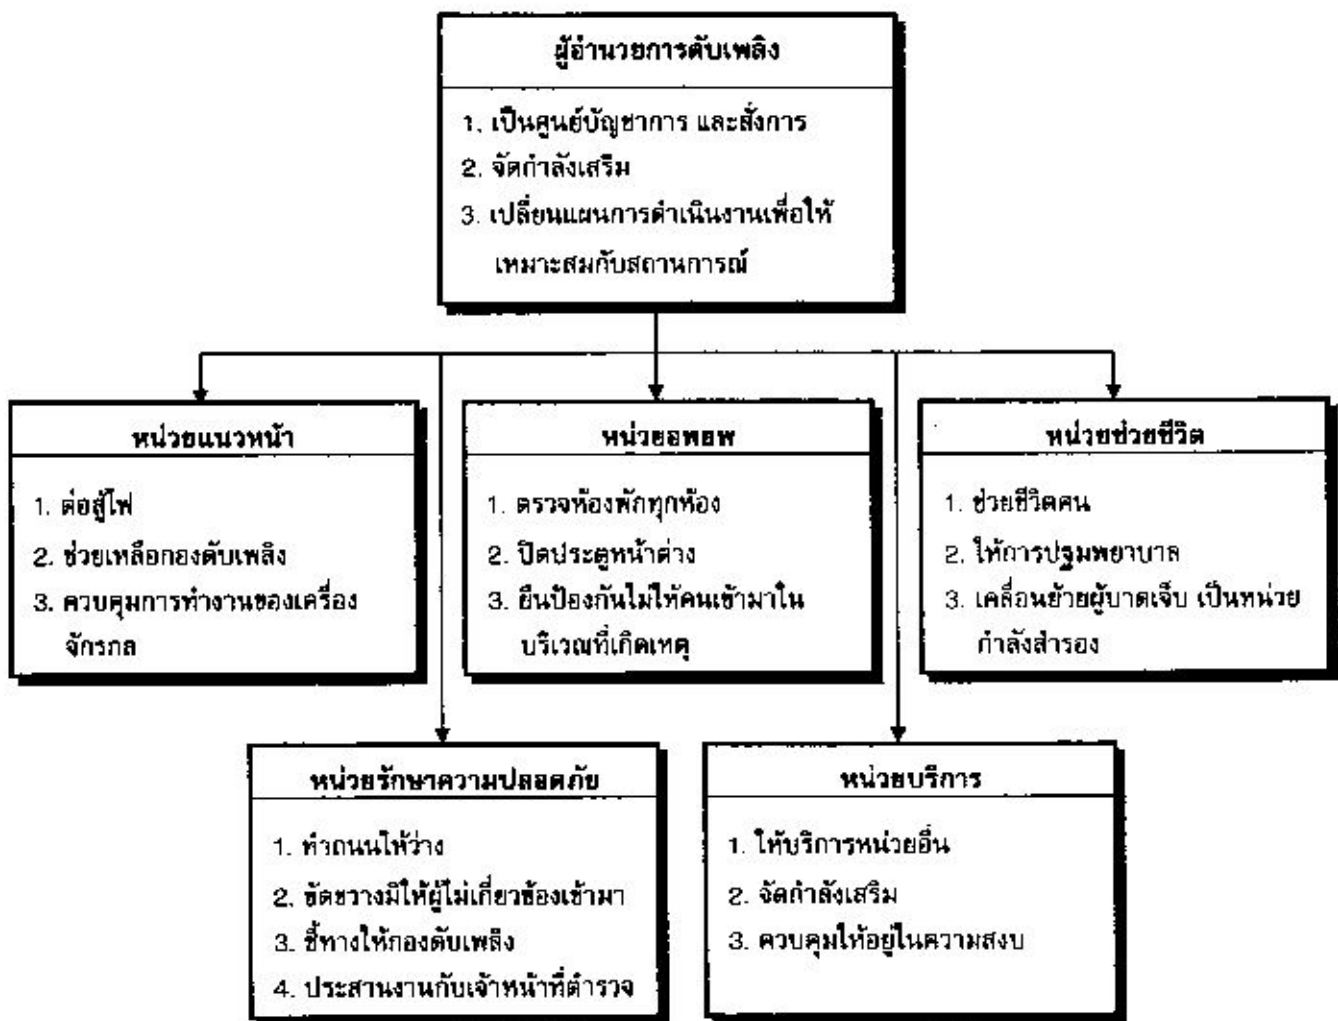 ผู้อำนวยการดับเพลิง
1. เป็นศูนย์บัญชาการ และสั่งการ
2. จัดกำลังเสริม
3. เปลี่ยนแผนการดำเนินงานเพื่อให้
เหมาะสมกับสถานการณ์
หน่วยแนวหน้า
1. ต่อสู้ไฟ
2. ช่วยเหลือกองดับเพลิง
3. ควบคุมการทำงานของเครื่อง
จักรกล
หน่วยอพยพ
1. ตรวจห้องพักทุกห้อง
2. ปิดประตูหน้าต่าง
3. ยืนป้องกันไม่ให้คนเข้ามาใน
บริเวณที่เกิดเหตุ
หน่วยช่วยชีวิต
1. ช่วยชีวิตคน
2. ให้การปฐมพยาบาล
3. เคลื่อนย้ายผู้บาดเจ็บ เป็นหน่วย
กำลังสำรอง
หน่วยรักษาความปลอดภัย
1. ทำถนนให้ว่าง
2. ขัดขวางมิให้ผู้ไม่เกี่ยวข้องเข้ามา
3. ชี้ทางให้กองดับเพลิง
4. ประสานงานกับเจ้าหน้าที่ตำรวจ
หน่วยบริการ
1. ให้บริการหน่วยอื่น
2. จัดกำลังเสริม
3. ควบคุมให้อยู่ในความสงบ